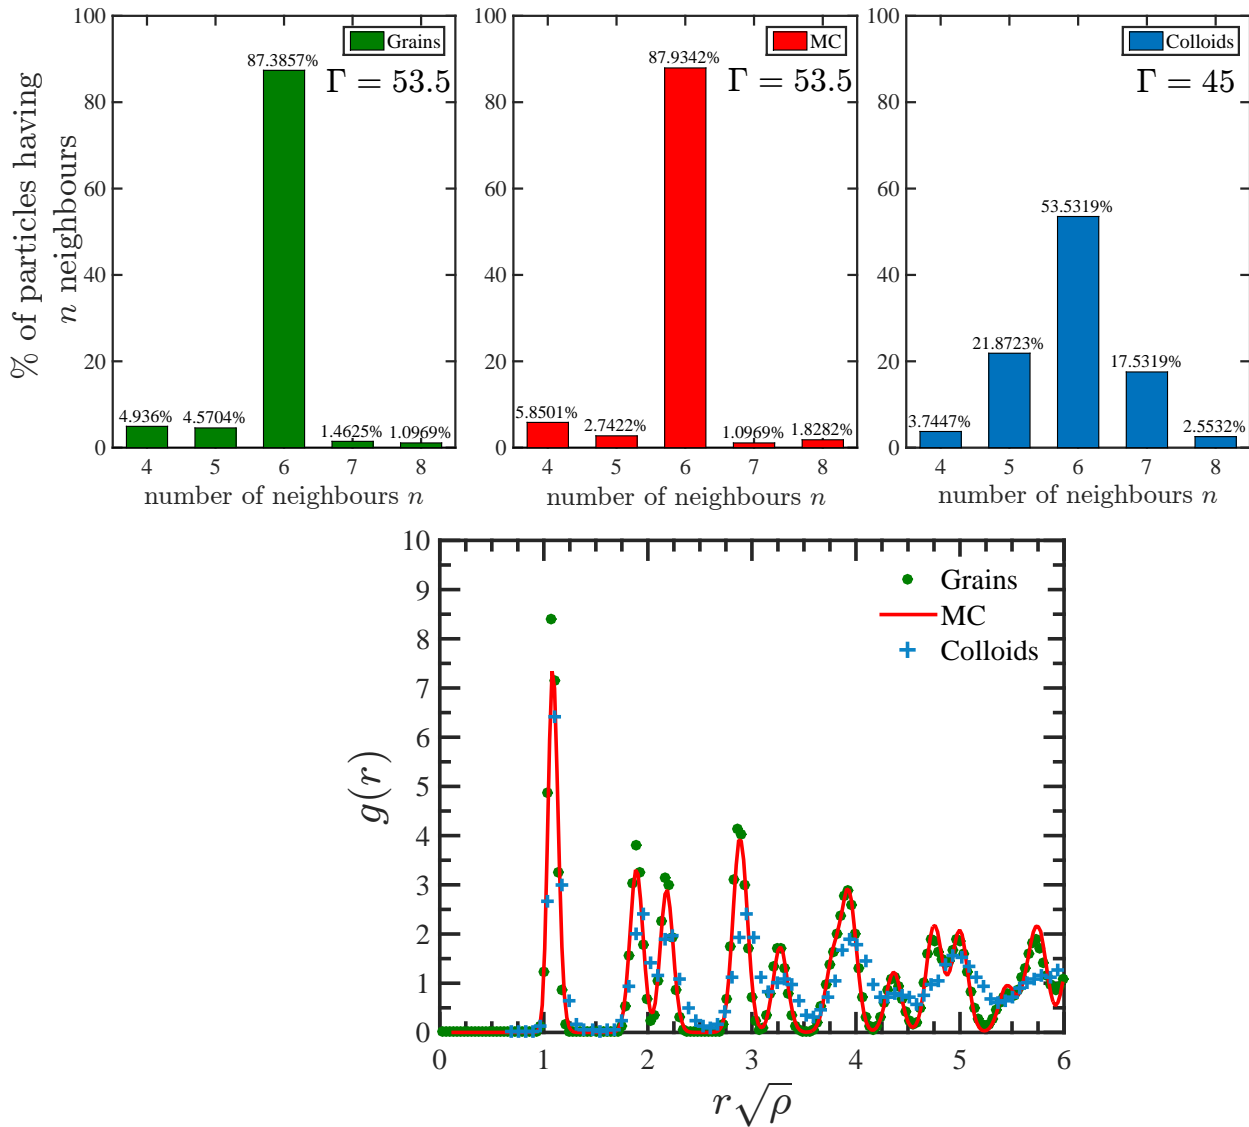 % of particles having
n neighbours
100
80
60
40
20
0
Grains
Γ = 53.5
4.936%
4.5704%
87.3857%
1.4625%
1.0969%
4 5 6 7 8
number of neighbours n
100
80
60
40
20
0
MC
Γ = 53.5
5.8501%
2.7422%
87.9342%
1.0969%
1.8282%
4 5 6 7 8
number of neighbours n
100
80
60
40
20
0
Colloids
Γ = 45
3.7447%
21.8723%
53.5319%
17.5319%
2.5532%
4 5 6 7 8
number of neighbours n
g(r)
10
9
8
7
6
5
4
3
2
1
0
Grains
MC
Colloids
0 1 2 3 4 5 6
r√ρ